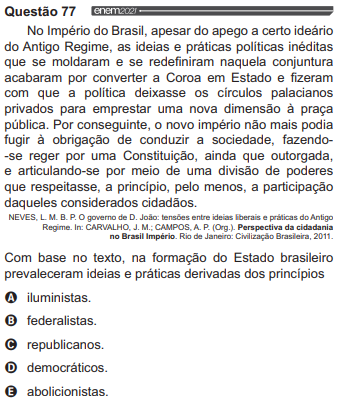 Questão 77 enem2021
No Império do Brasil, apesar do apego a certo ideário
do Antigo Regime, as ideias e práticas políticas inéditas
que se moldaram e se redefiniram naquela conjuntura
acabaram por converter a Coroa em Estado e fizeram
com que a política deixasse os círculos palacianos
privados para emprestar uma nova dimensão à praça
pública. Por conseguinte, o novo império não mais podia
fugir à obrigação de conduzir a sociedade, fazendo-
-se reger por uma Constituição, ainda que outorgada,
e articulando-se por meio de uma divisão de poderes
que respeitasse, a princípio, pelo menos, a participação
daqueles considerados cidadãos.
NEVES, L. M. B. P. O governo de D. João: tensões entre ideias liberais e práticas do Antigo
Regime. In: CARVALHO, J. M.; CAMPOS, A. P. (Org.). Perspectiva da cidadania
no Brasil Império. Rio de Janeiro: Civilização Brasileira, 2011.
Com base no texto, na formação do Estado brasileiro
prevaleceram ideias e práticas derivadas dos princípios
A iluministas.
B federalistas.
C republicanos.
D democráticos.
E abolicionistas.